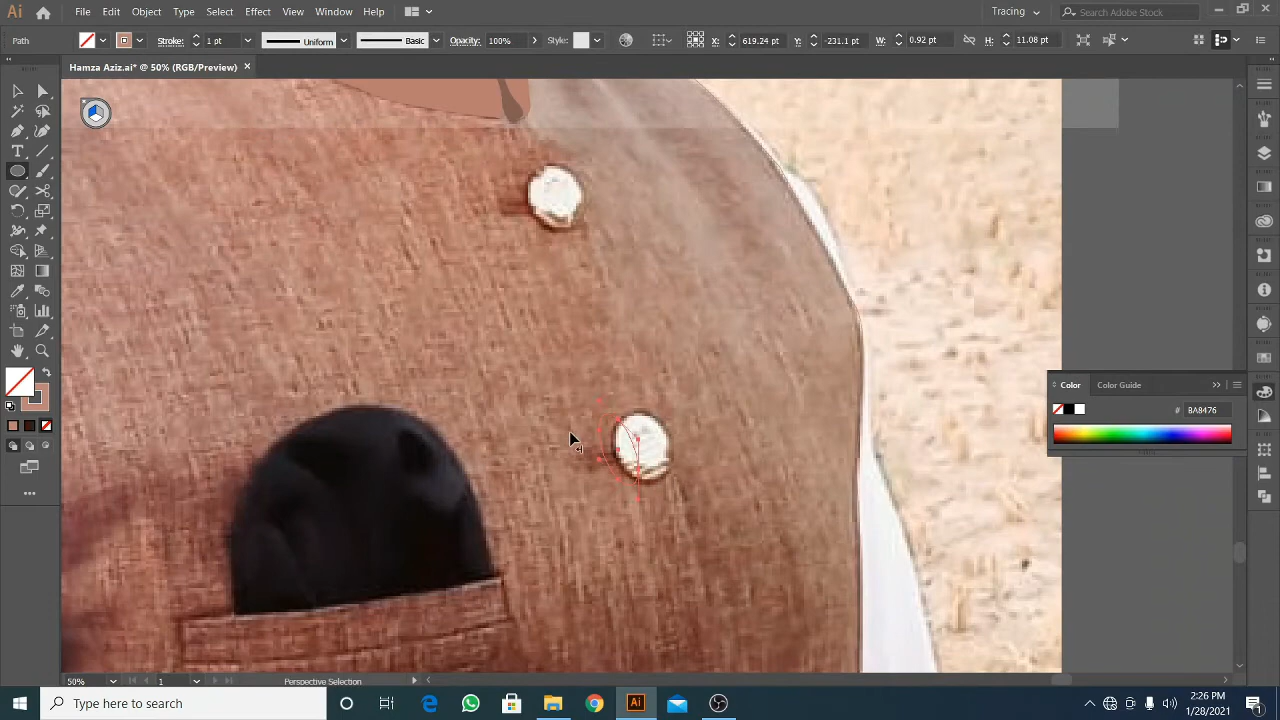 Ai File Edit Object Type Select Effect View Window Help Tracing Search Adobe Stock
Path Stroke: 1 pt Uniform Basic Opacity: 100% Style: X: 619.24 pt Y: -231.1 pt W: 0.92 pt H: 11.08 pt
Hamza Aziz.ai* @ 50% (RGB/Preview) ×
Color Color Guide
# BA8476
50% 1 Perspective Selection
Type here to search
2:26 PM
1/28/2021